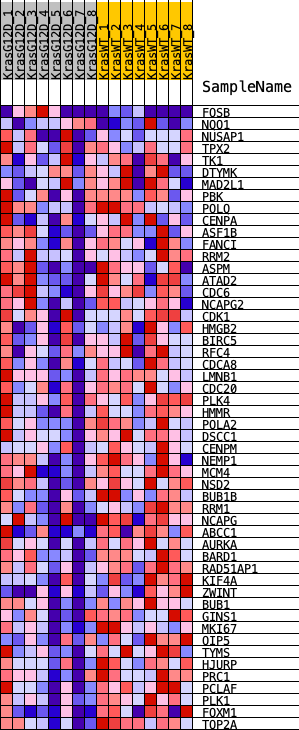 KrasG12D_1
KrasG12D_2
KrasG12D_3
KrasG12D_4
KrasG12D_5
KrasG12D_6
KrasG12D_7
KrasG12D_8
KrasWT_1
KrasWT_2
KrasWT_3
KrasWT_4
KrasWT_5
KrasWT_6
KrasWT_7
KrasWT_8
SampleName
FOSB
NQO1
NUSAP1
TPX2
TK1
DTYMK
MAD2L1
PBK
POLQ
CENPA
ASF1B
FANCI
RRM2
ASPM
ATAD2
CDC6
NCAPG2
CDK1
HMGB2
BIRC5
RFC4
CDCA8
LMNB1
CDC20
PLK4
HMMR
POLA2
DSCC1
CENPM
NEMP1
MCM4
NSD2
BUB1B
RRM1
NCAPG
ABCC1
AURKA
BARD1
RAD51AP1
KIF4A
ZWINT
BUB1
GINS1
MKI67
OIP5
TYMS
HJURP
PRC1
PCLAF
PLK1
FOXM1
TOP2A